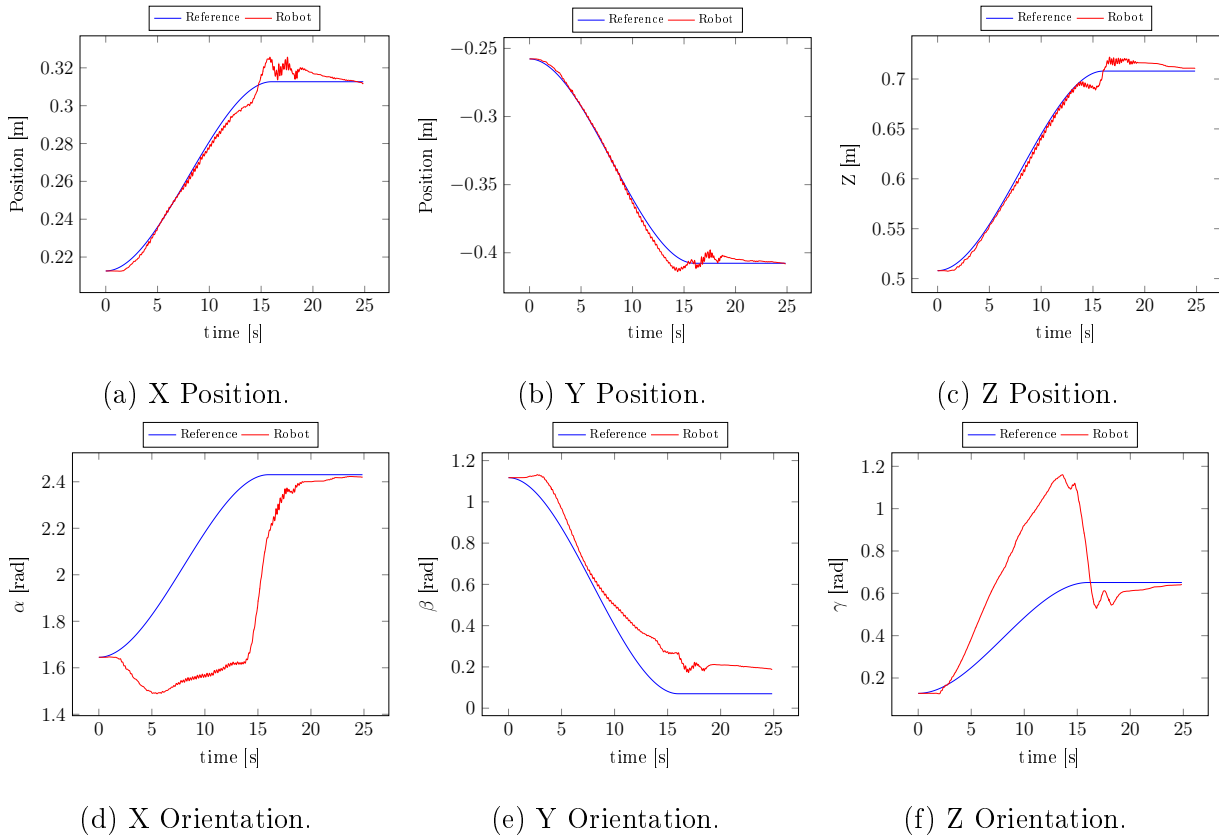 Reference Robot
0.32
0.3
0.28
0.26
0.24
0.22
0 5 10 15 20 25
Position [m]
time [s]
(a) X Position.
Reference Robot
−0.25
−0.3
−0.35
−0.4
0 5 10 15 20 25
Position [m]
time [s]
(b) Y Position.
Reference Robot
0.7
0.65
0.6
0.55
0.5
0 5 10 15 20 25
Z [m]
time [s]
(c) Z Position.
Reference Robot
2.4
2.2
2
1.8
1.6
1.4
0 5 10 15 20 25
α [rad]
time [s]
(d) X Orientation.
Reference Robot
1.2
1
0.8
0.6
0.4
0.2
0
0 5 10 15 20 25
β [rad]
time [s]
(e) Y Orientation.
Reference Robot
1.2
1
0.8
0.6
0.4
0.2
0 5 10 15 20 25
γ [rad]
time [s]
(f) Z Orientation.